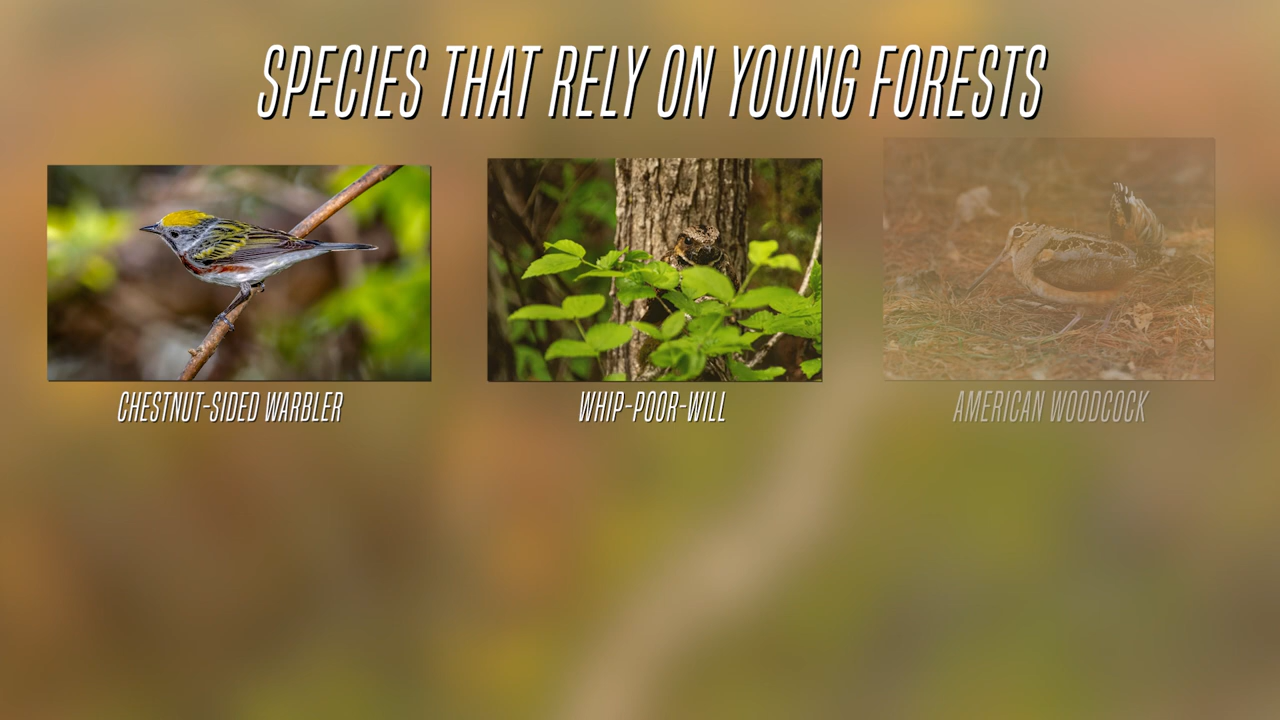 SPECIES THAT RELY ON YOUNG FORESTS
CHESTNUT-SIDED WARBLER
WHIP-POOR-WILL
AMERICAN WOODCOCK